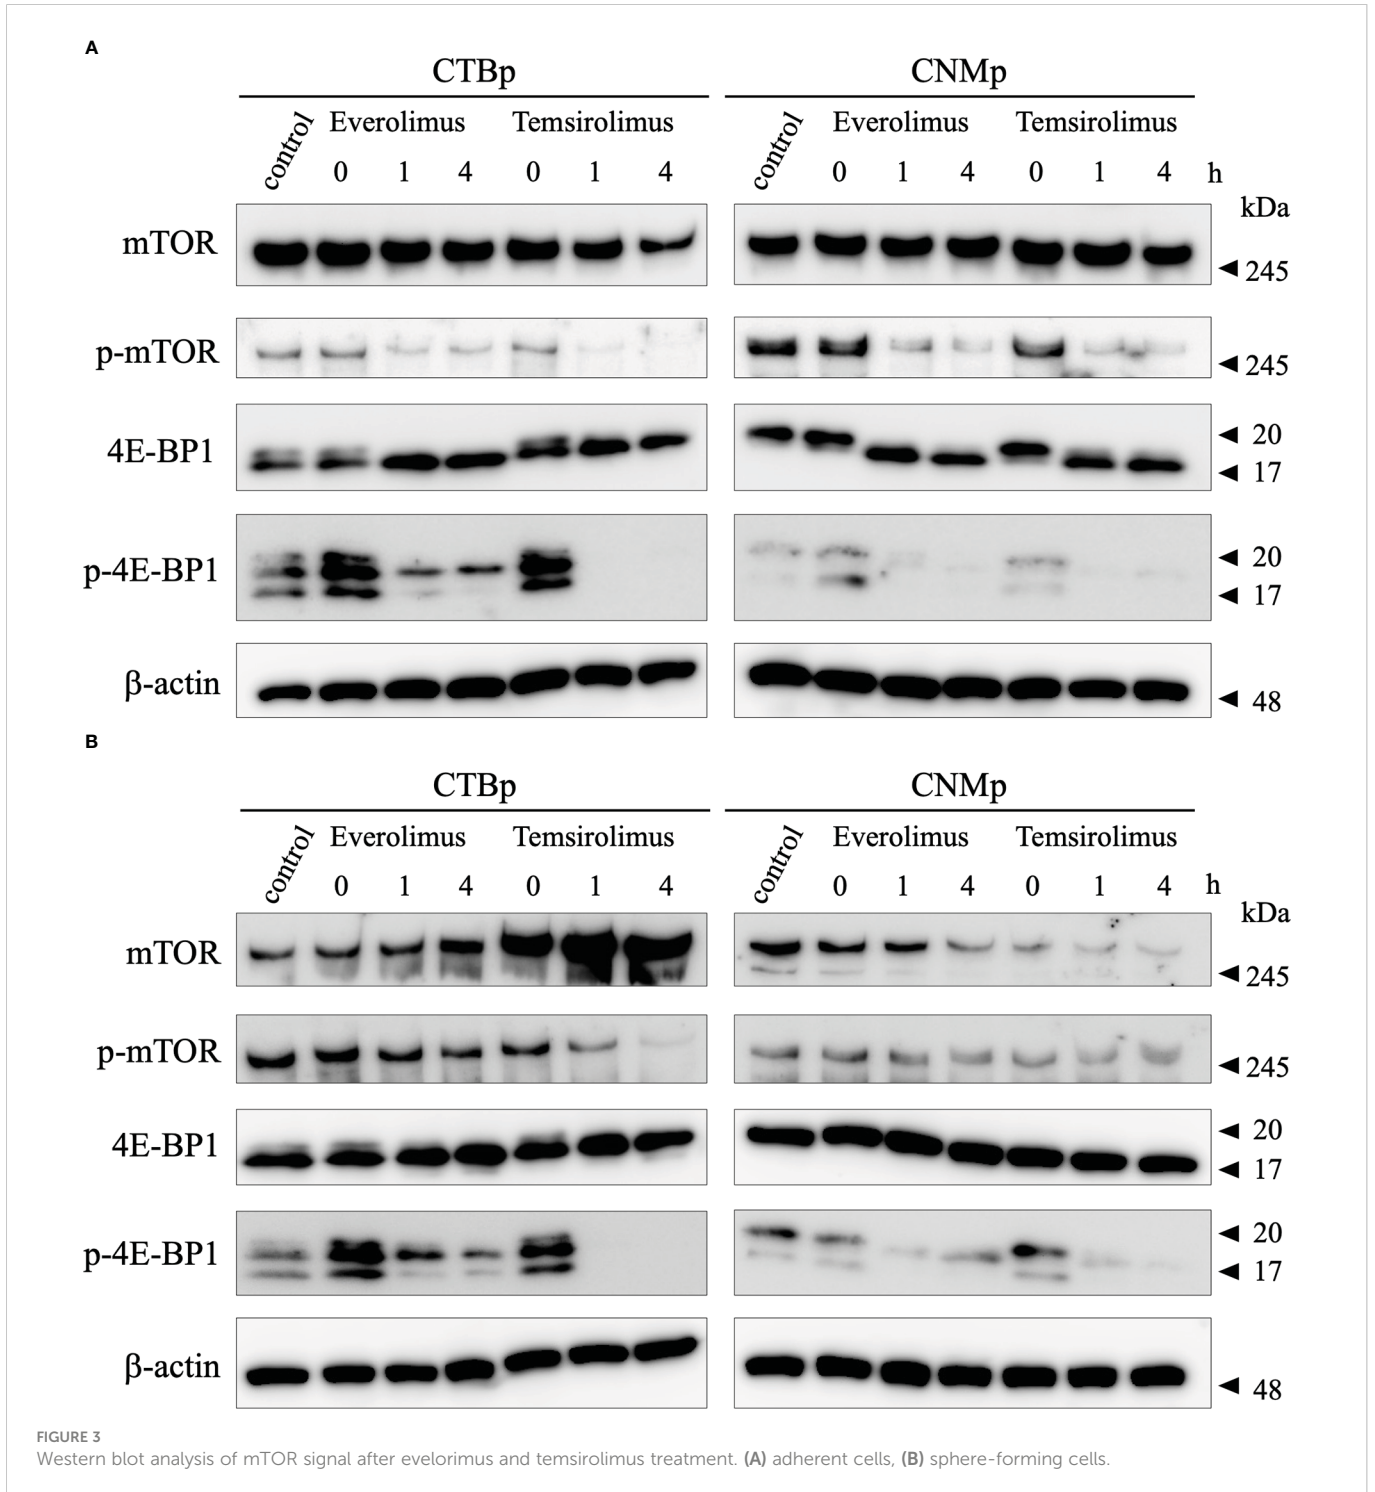 A
CTBp CNMp
control Everolimus Temsirolimus control Everolimus Temsirolimus
0 1 4 0 1 4 0 1 4 0 1 4 h
kDa
mTOR
245
p-mTOR
245
4E-BP1
20
17
p-4E-BP1
20
17
β-actin
48
B
CTBp CNMp
control Everolimus Temsirolimus control Everolimus Temsirolimus
0 1 4 0 1 4 0 1 4 0 1 4 h
kDa
mTOR
245
p-mTOR
245
4E-BP1
20
17
p-4E-BP1
20
17
β-actin
48
FIGURE 3
Western blot analysis of mTOR signal after evelorimus and temsirolimus treatment. (A) adherent cells, (B) sphere-forming cells.